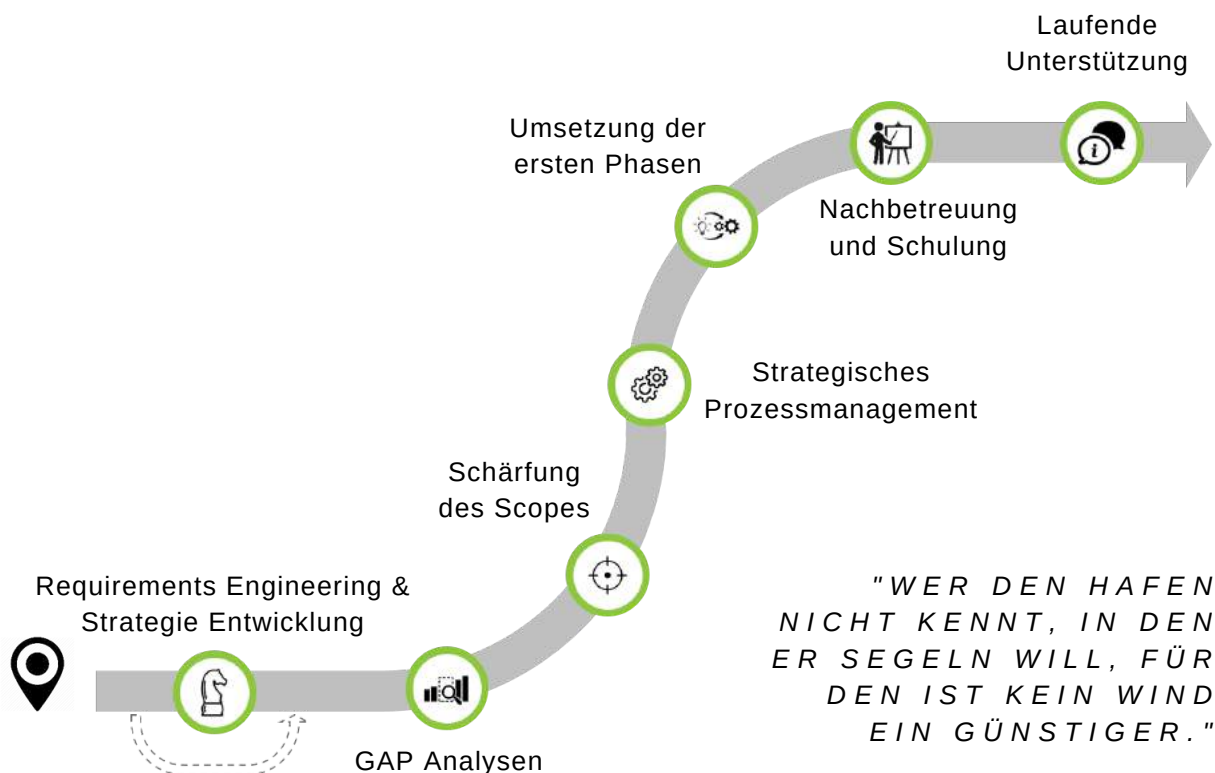 Laufende
Unterstützung
Umsetzung der
ersten Phasen
Nachbetreuung
und Schulung
Strategisches
Prozessmanagement
Schärfung
des Scopes
Requirements Engineering &
Strategie Entwicklung
GAP Analysen
"WER DEN HAFEN
NICHT KENNT, IN DEN
ER SEGELN WILL, FÜR
DEN IST KEIN WIND
EIN GÜNSTIGER."